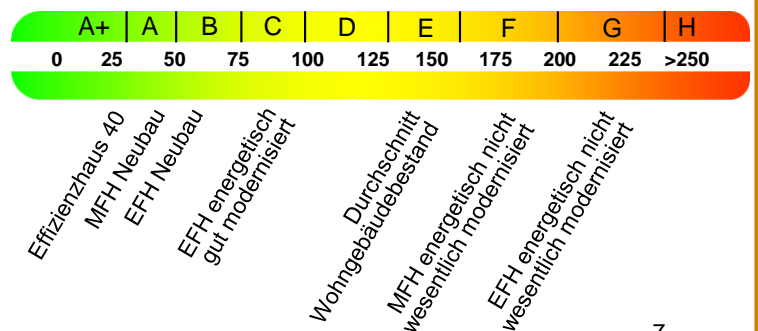 A+ A B C D E F G H
0 25 50 75 100 125 150 175 200 225 >250
Effizienzhaus 40
MFH Neubau
EFH Neubau
EFH energetisch
gut modernisiert
Durchschnitt
Wohngebäudebestand
MFH energetisch nicht
wesentlich modernisiert
EFH energetisch nicht
wesentlich modernisiert
7